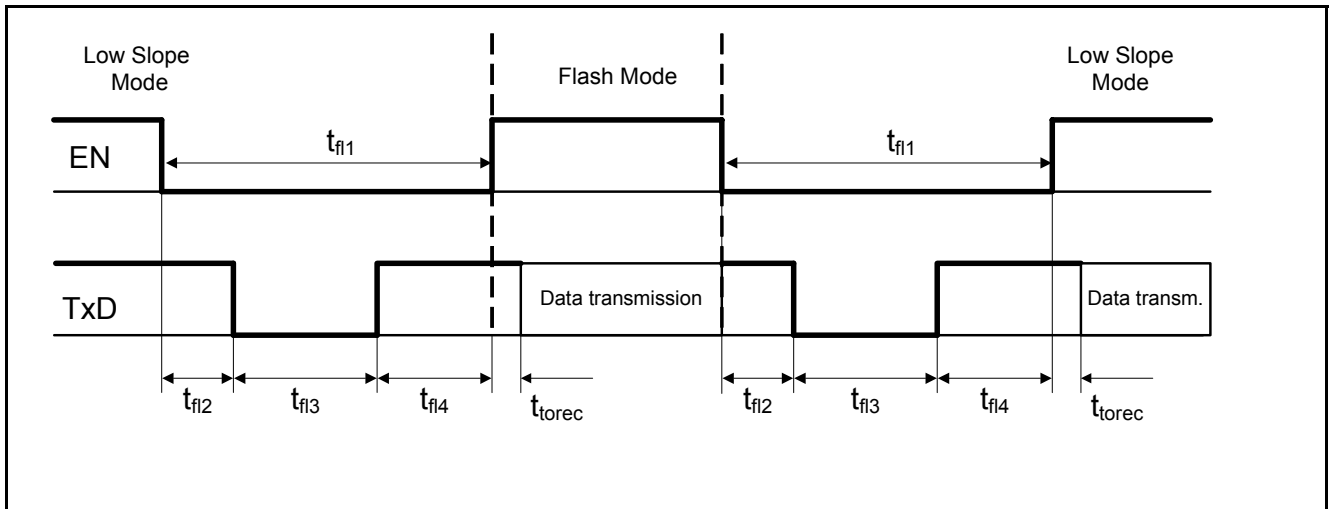 Low Slope
Mode
Flash Mode
Low Slope
Mode
EN
tfl1
tfl1
TxD
Data transmission
Data transm.
tfl2
tfl3
tfl4
ttorec
tfl2
tfl3
tfl4
ttorec